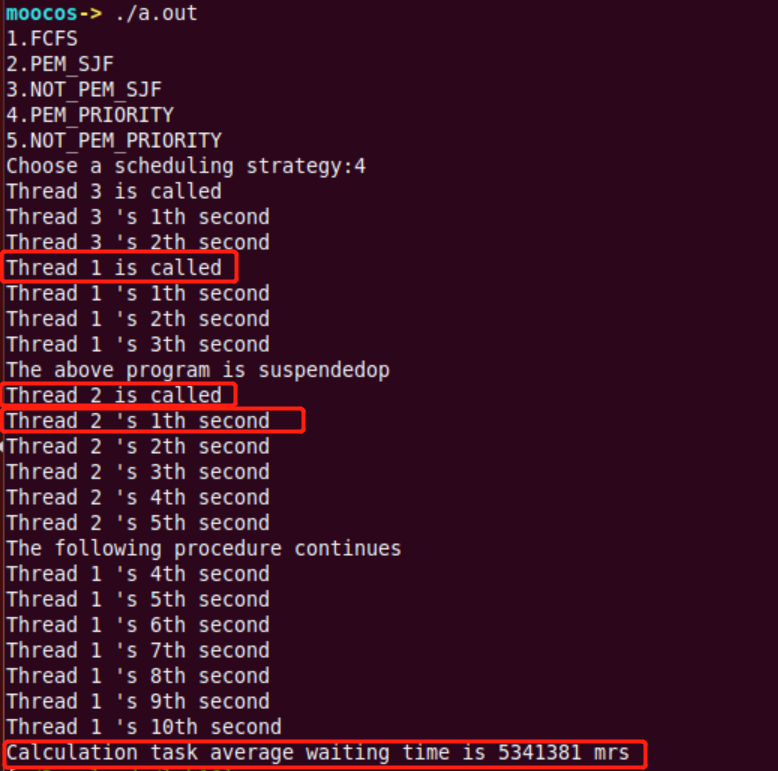 moocos-> ./a.out
1.FCFS
2.PEM_SJF
3.NOT_PEM_SJF
4.PEM_PRIORITY
5.NOT_PEM_PRIORITY
Choose a scheduling strategy:4
Thread 3 is called
Thread 3 's 1th second
Thread 3 's 2th second
Thread 1 is called
Thread 1 's 1th second
Thread 1 's 2th second
Thread 1 's 3th second
The above program is suspendedop
Thread 2 is called
Thread 2 's 1th second
Thread 2 's 2th second
Thread 2 's 3th second
Thread 2 's 4th second
Thread 2 's 5th second
The following procedure continues
Thread 1 's 4th second
Thread 1 's 5th second
Thread 1 's 6th second
Thread 1 's 7th second
Thread 1 's 8th second
Thread 1 's 9th second
Thread 1 's 10th second
Calculation task average waiting time is 5341381 mrs